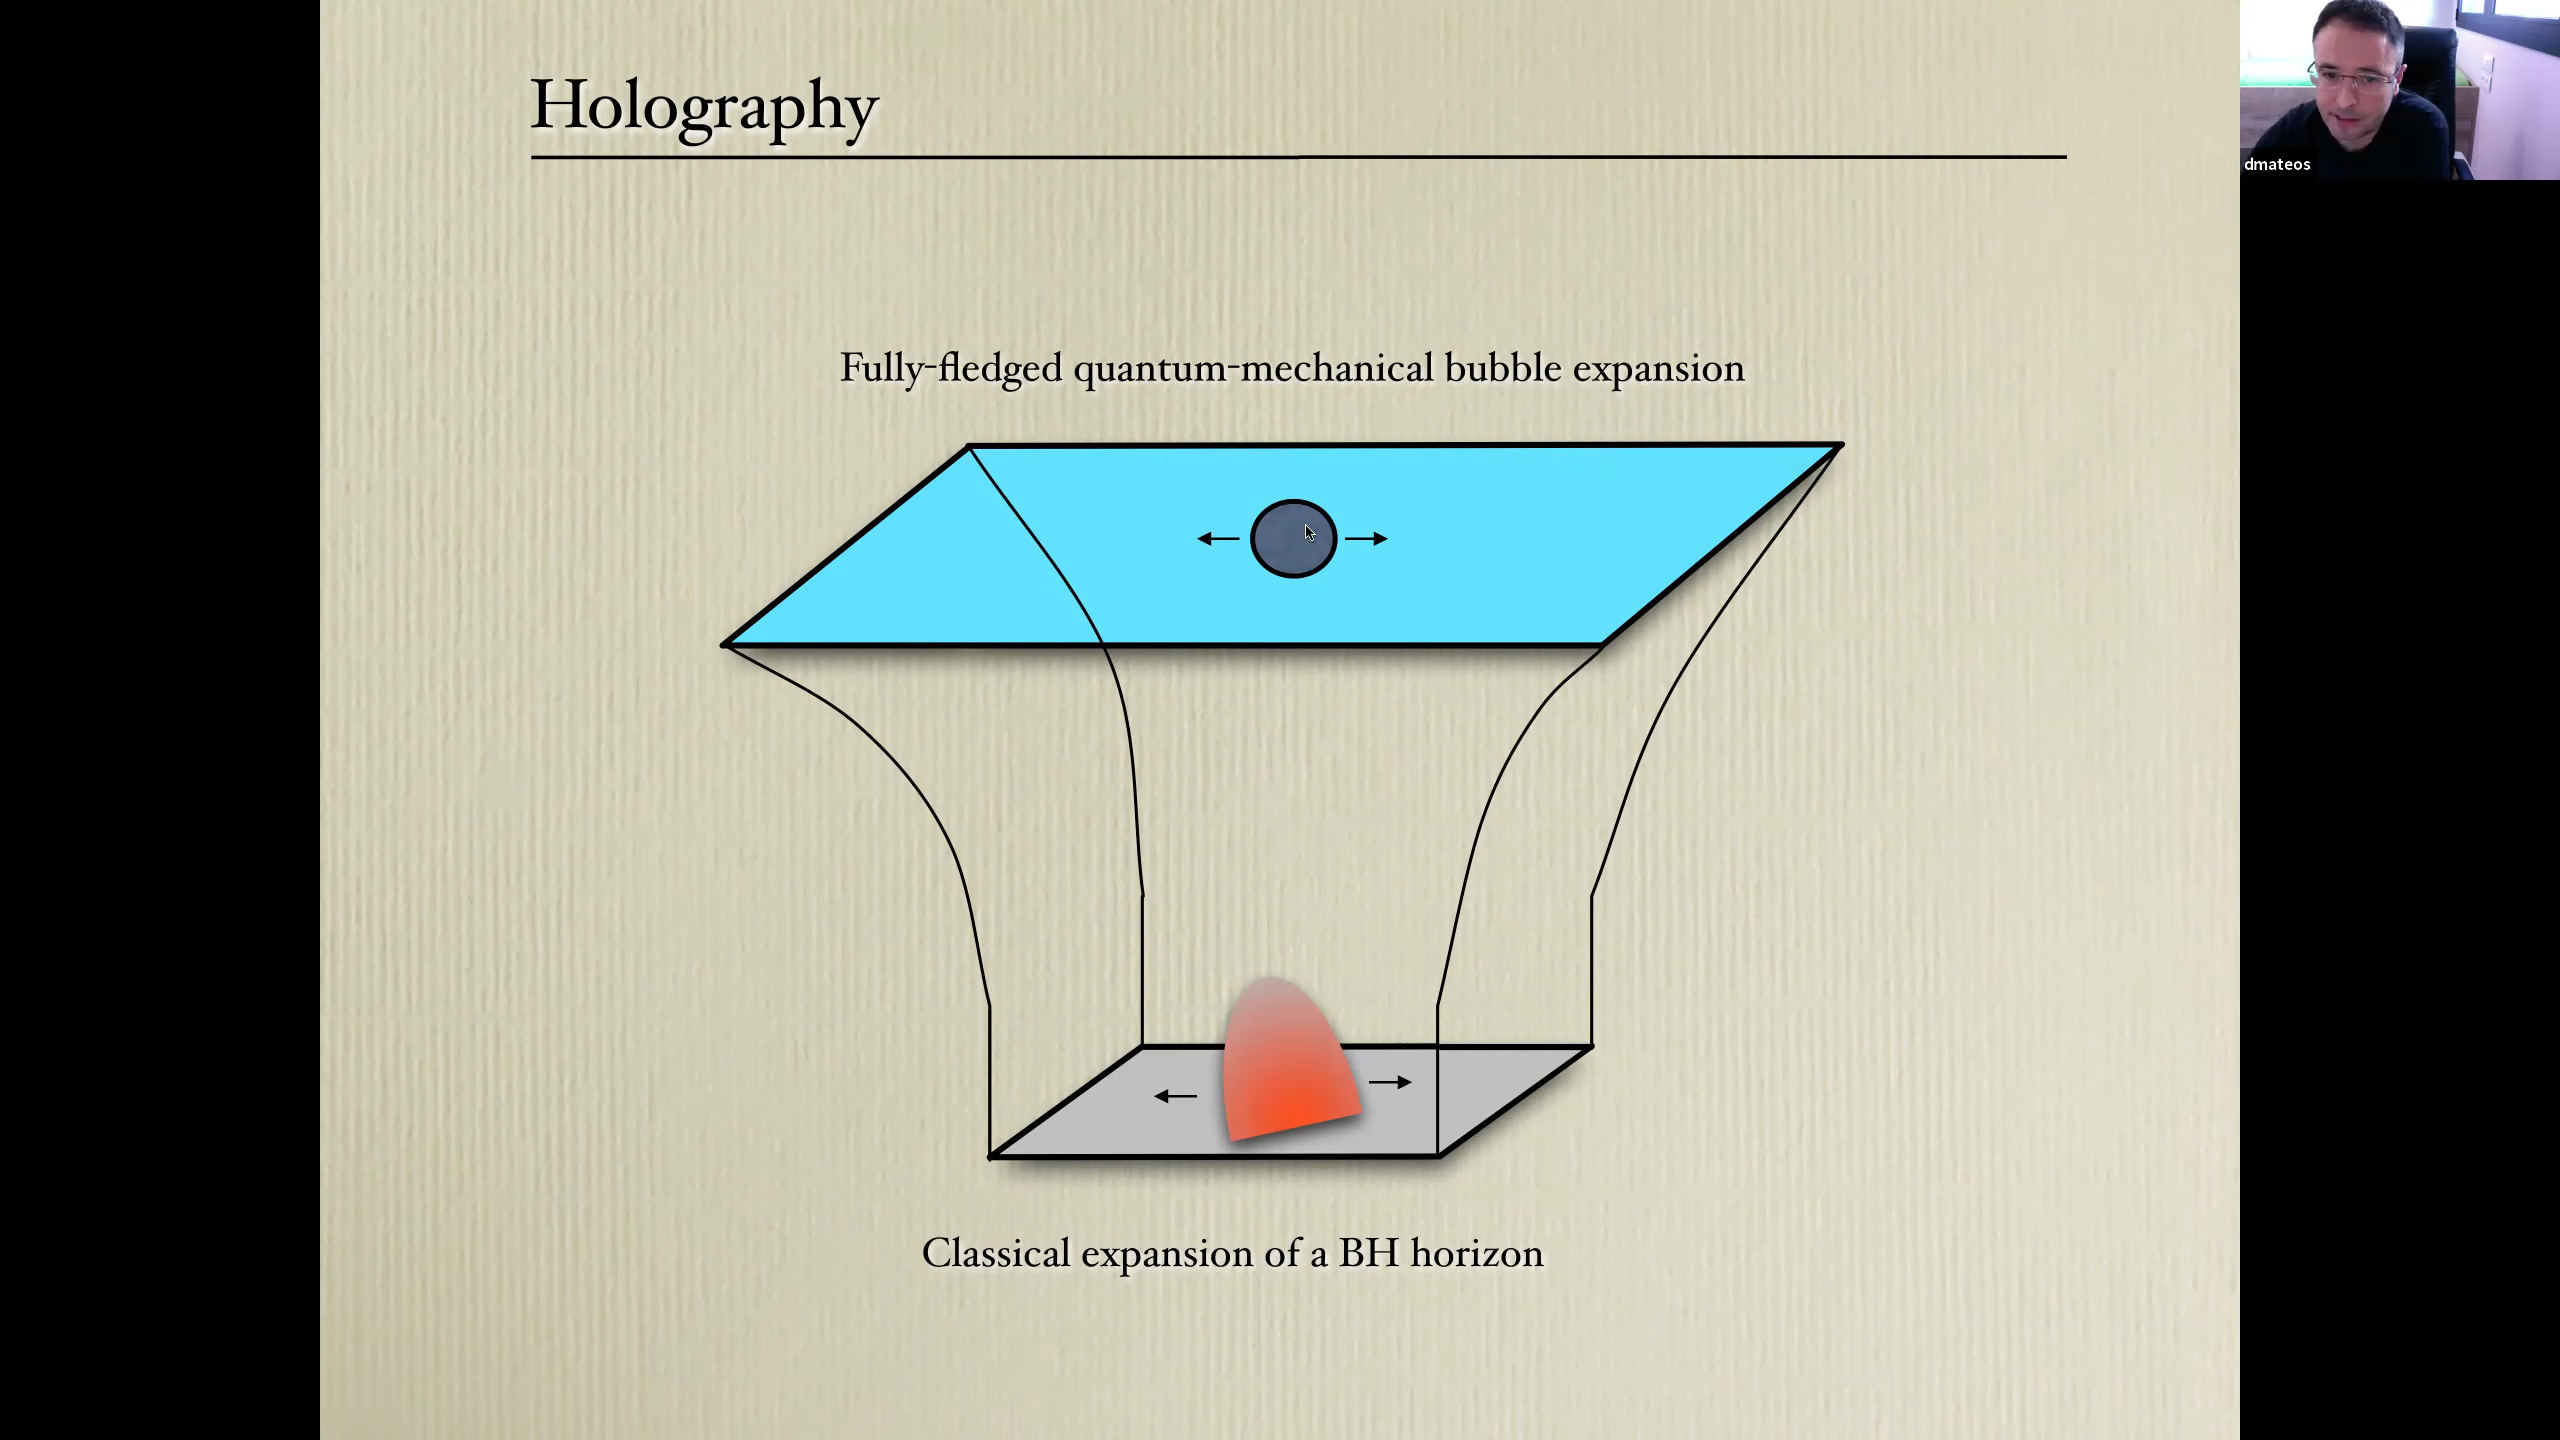 Holography
dmateos
Fully-fledged quantum-mechanical bubble expansion
Classical expansion of a BH horizon